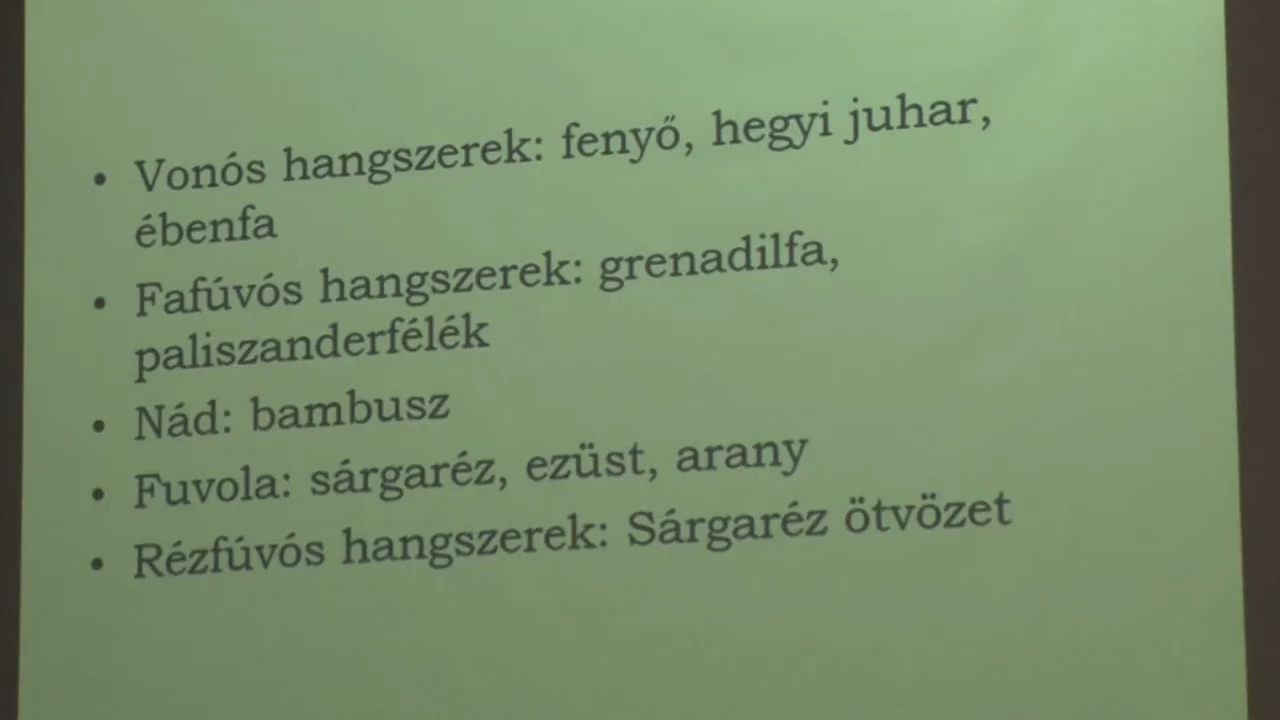 • Vonós hangszerek: fenyő, hegyi juhar,
ébenfa
• Fafúvós hangszerek: grenadilfa,
paliszanderfélék
• Nád: bambusz
• Fuvola: sárgaréz, ezüst, arany
• Rézfúvós hangszerek: Sárgaréz ötvözet